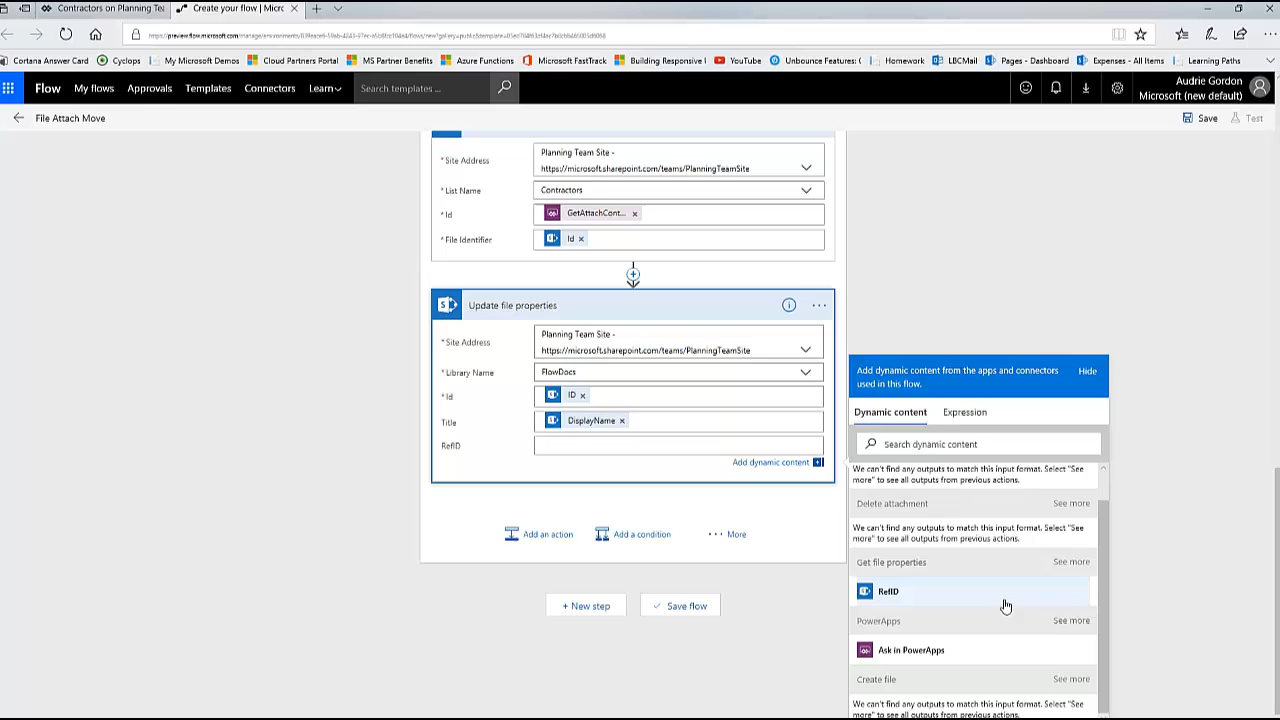 Contractors on Planning Tea
Create your flow | Micrc
Cortana Answer Card
Cyclops
My Microsoft Demos
Cloud Partners Portal
MS Partner Benefits
Azure Functions
Microsoft FastTrack
Building Responsive I
YouTube
Unbounce Features: (
Homework
LBCMail
Pages - Dashboard
Expenses - All Items
Learning Paths
Flow
My flows
Approvals
Templates
Connectors
Learn
Search templates ...
Audrie Gordon
Microsoft (new default)
File Attach Move
Save
Test
*Site Address
Planning Team Site -
https://microsoft.sharepoint.com/teams/PlanningTeamSite
*List Name
Contractors
*Id
GetAttachCont...
*File Identifier
Id
Update file properties
*Site Address
Planning Team Site -
https://microsoft.sharepoint.com/teams/PlanningTeamSite
*Library Name
FlowDocs
*Id
ID
Title
DisplayName
RefID
Add dynamic content
Add an action
Add a condition
More
+ New step
Save flow
Add dynamic content from the apps and connectors
used in this flow.
Hide
Dynamic content
Expression
Search dynamic content
We can't find any outputs to match this input format. Select "See
more" to see all outputs from previous actions.
Delete attachment
See more
We can't find any outputs to match this input format. Select "See
more" to see all outputs from previous actions.
Get file properties
See more
RefID
PowerApps
See more
Ask in PowerApps
Create file
See more
We can't find any outputs to match this input format. Select "See
more" to see all outputs from previous actions.